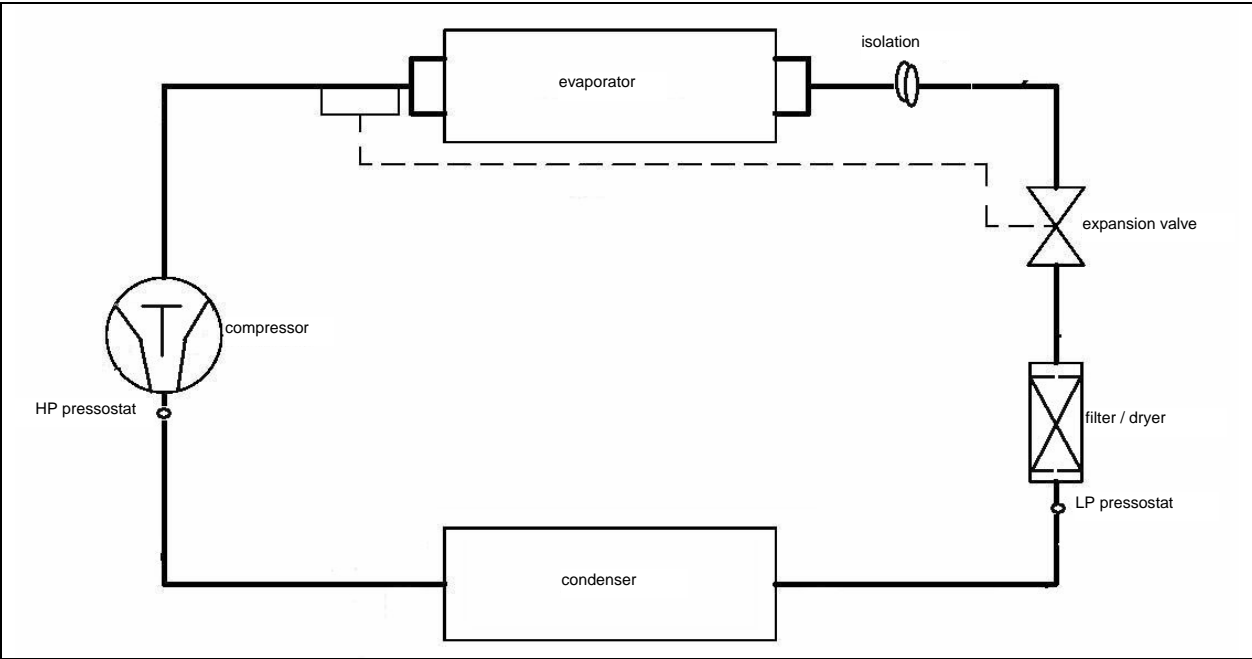 isolation
evaporator
expansion valve
compressor
HP pressostat
filter / dryer
LP pressostat
condenser